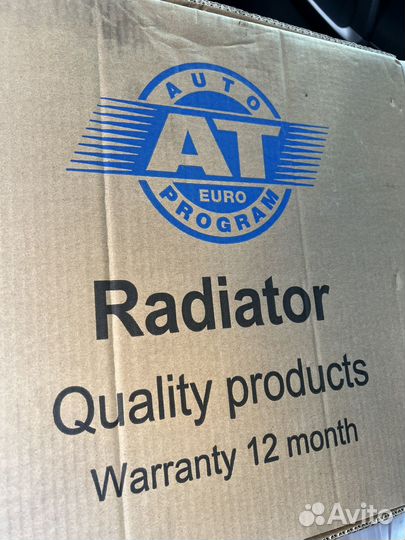 AUTO
AT
EURO
PROGRAM
Radiator
Quality products
Warranty 12 month
Avito